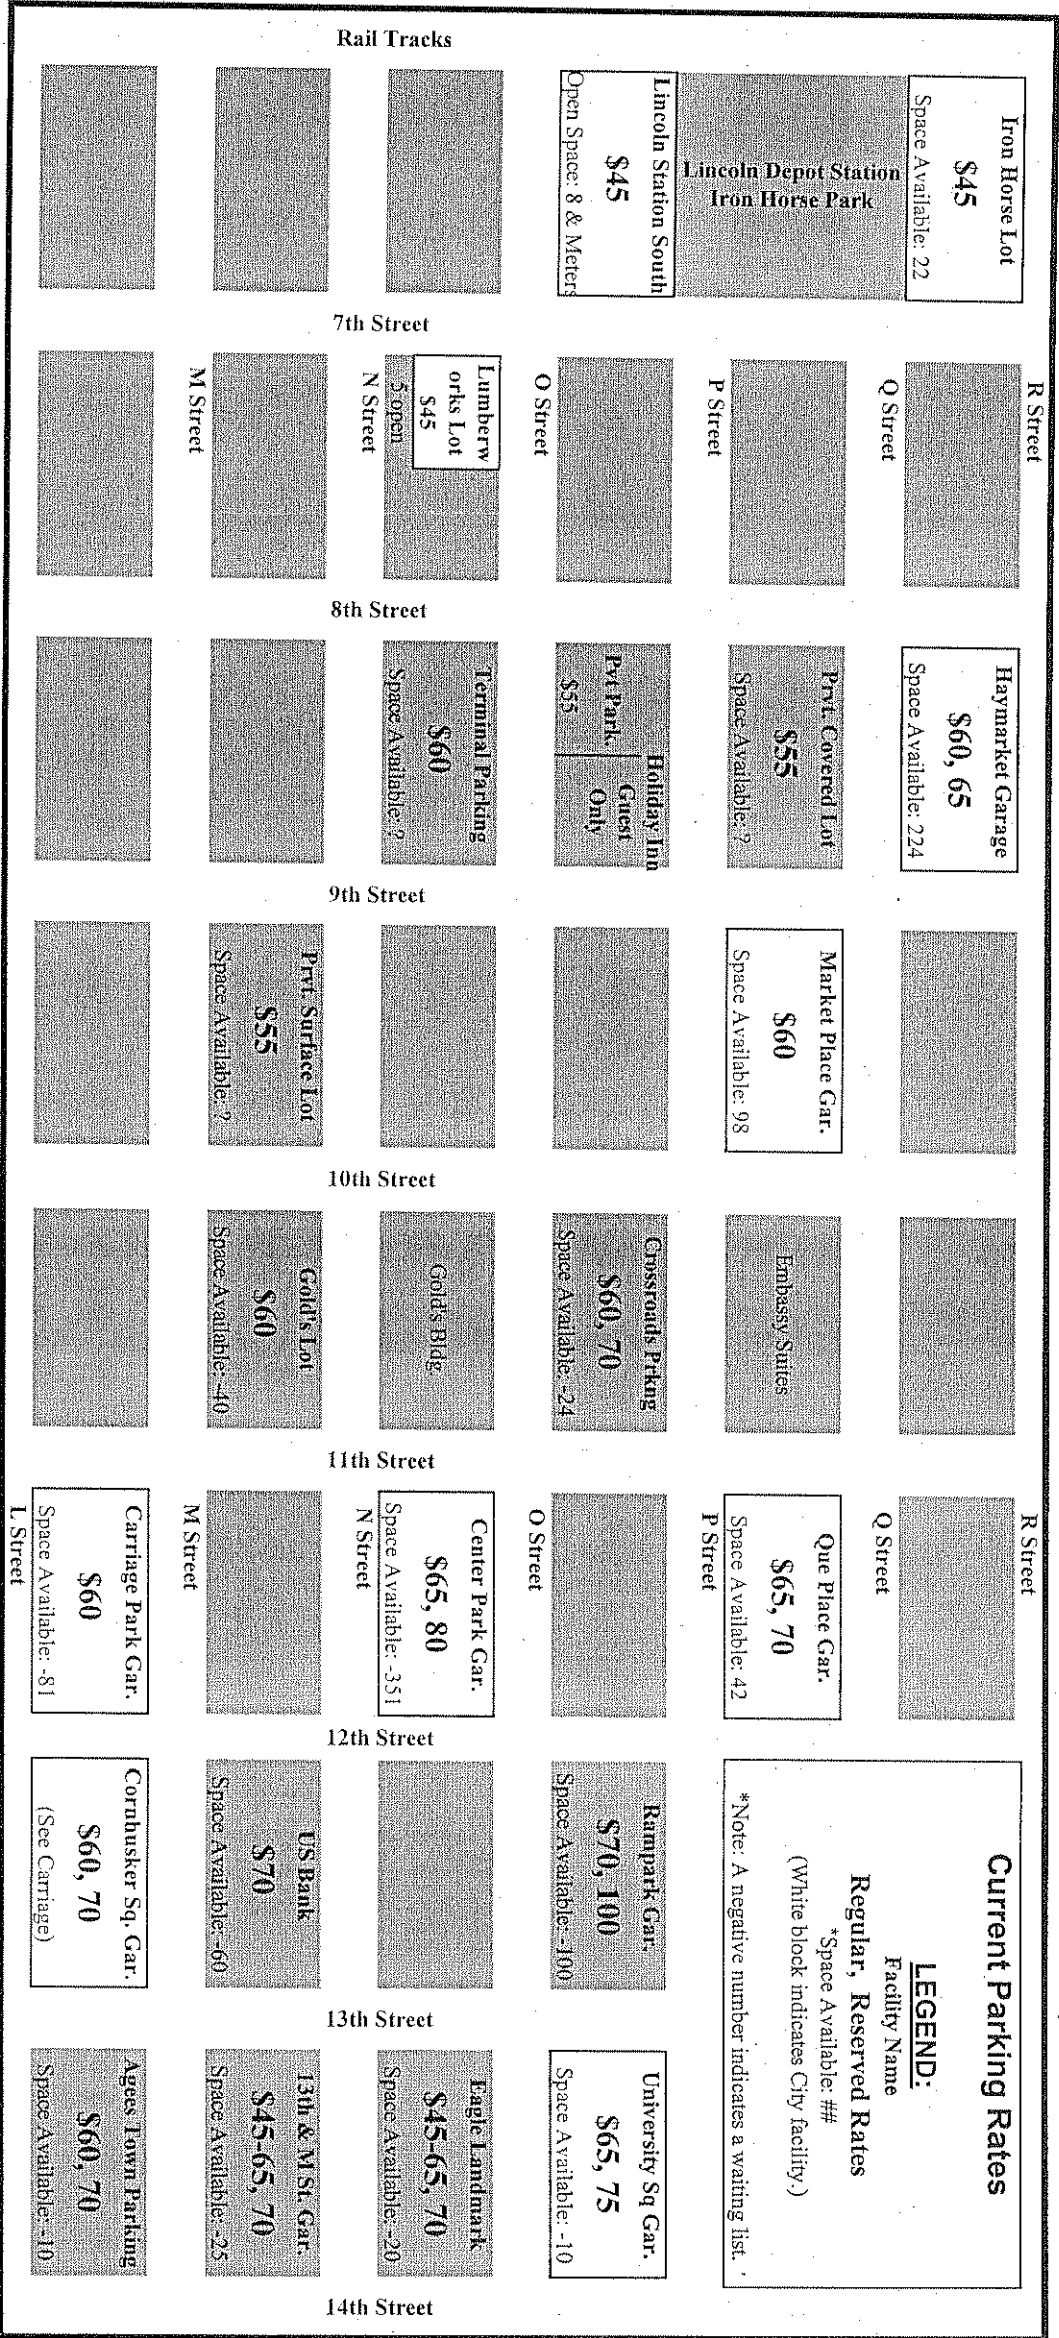 Current Parking Rates
LEGEND:
Facility Name
Regular, Reserved Rates
*Space Available: ##
(White block indicates City facility.)
*Note: A negative number indicates a waiting list.
Rail Tracks
Iron Horse Lot
$45
Space Available: 22
Lincoln Depot Station
Iron Horse Park
Lincoln Station South
$45
Open Space: 8 & Meters
7th Street
R Street
Q Street
P Street
O Street
N Street
M Street
Lumberw
orks Lot
$45
5 open
8th Street
Haymarket Garage
$60, 65
Space Available: 224
Prvt. Covered Lot
$55
Space Available: ?
Holiday Inn
Pvt Park.
$55
Guest
Only
Terminal Parking
$60
Space Available: ?
9th Street
Market Place Gar.
$60
Space Available: 98
Prvt. Surface Lot
$55
Space Available: ?
10th Street
Embassy Suites
Crossroads Prkng
$60, 70
Space Available: -24
Gold's Bldg.
Gold's Lot
$60
Space Available: -40
11th Street
R Street
Q Street
Que Place Gar.
$65, 70
Space Available: 42
P Street
O Street
Center Park Gar.
$65, 80
Space Available: -351
N Street
M Street
Carriage Park Gar.
$60
Space Available: -81
L Street
12th Street
Rampark Gar.
$70, 100
Space Available: -100
US Bank
$70
Space Available: -60
Cornhusker Sq. Gar.
$60, 70
(See Carriage)
13th Street
University Sq Gar.
$65, 75
Space Available: -10
Eagle Landmark
$45-65, 70
Space Available: -20
13th & M St. Gar.
$45-65, 70
Space Available: -25
Agees Town Parking
$60, 70
Space Available: -10
14th Street